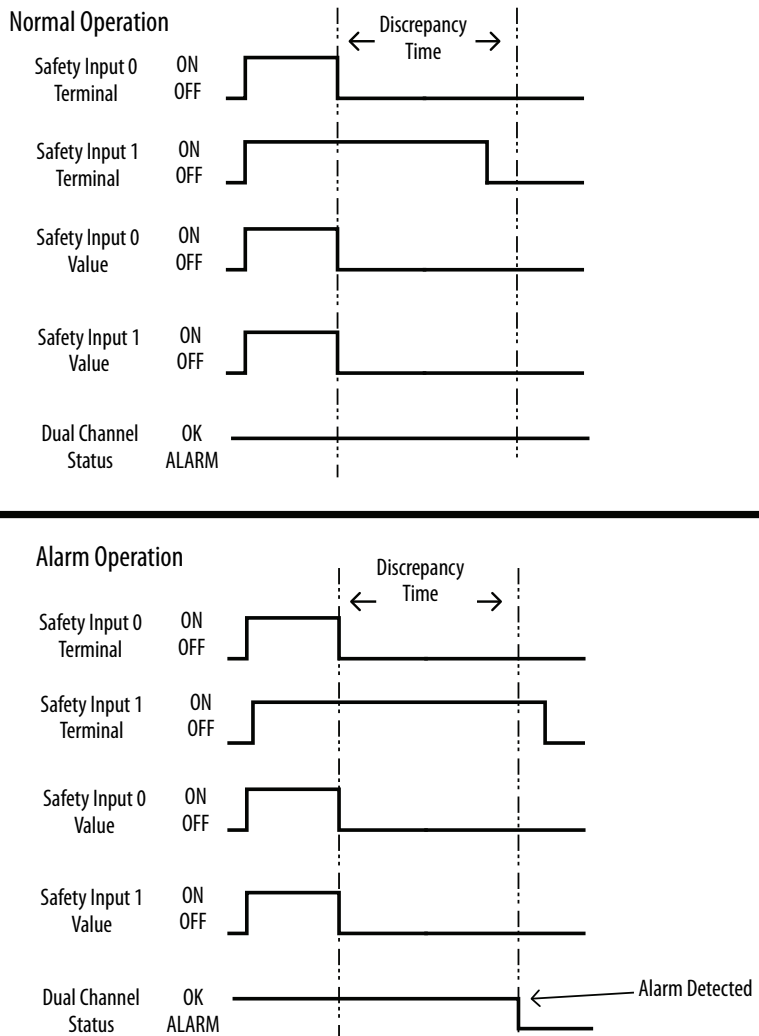 Normal Operation
Discrepancy
Time
Safety Input 0
Terminal
ON
OFF
Safety Input 1
Terminal
ON
OFF
Safety Input 0
Value
ON
OFF
Safety Input 1
Value
ON
OFF
Dual Channel
Status
OK
ALARM
Alarm Operation
Discrepancy
Time
Safety Input 0
Terminal
ON
OFF
Safety Input 1
Terminal
ON
OFF
Safety Input 0
Value
ON
OFF
Safety Input 1
Value
ON
OFF
Dual Channel
Status
OK
ALARM
Alarm Detected